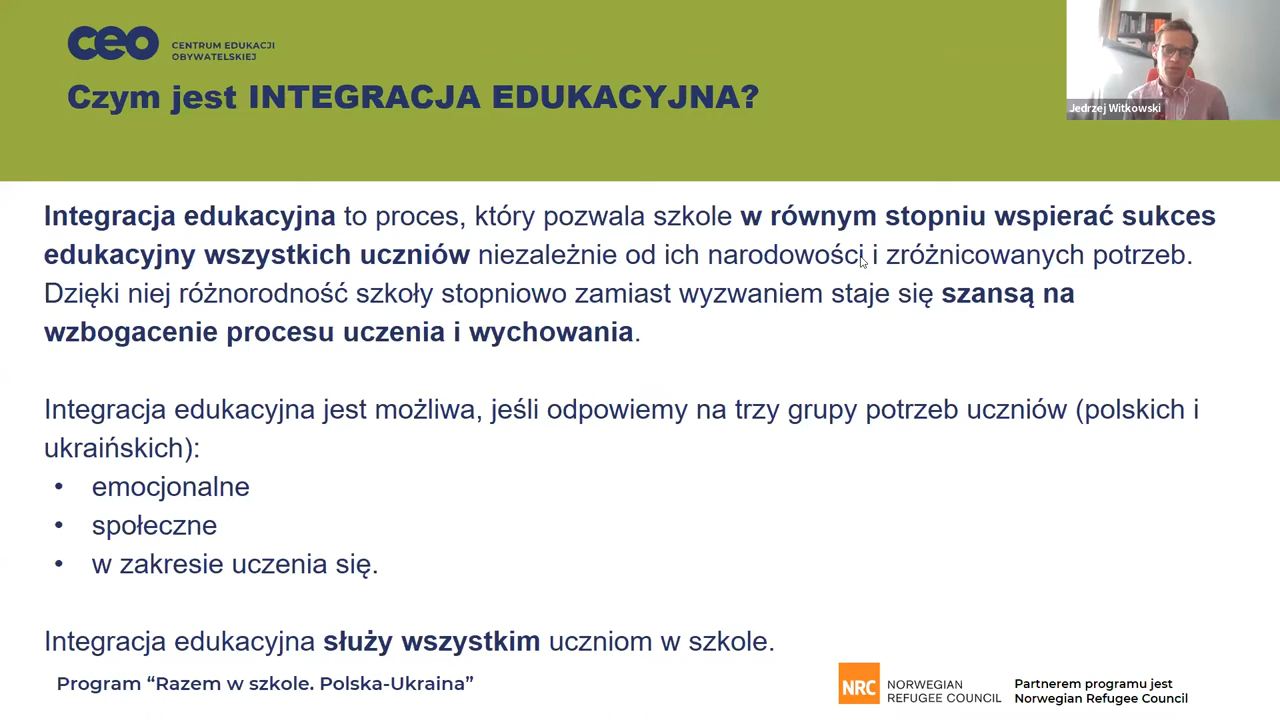 ceo
CENTRUM EDUKACJI
OBYWATELSKIEJ
Czym jest INTEGRACJA EDUKACYJNA?
Jedrzej Witkowski
Integracja edukacyjna to proces, który pozwala szkole w równym stopniu wspierać sukces
edukacyjny wszystkich uczniów niezależnie od ich narodowości i zróżnicowanych potrzeb.
Dzięki niej różnorodność szkoły stopniowo zamiast wyzwaniem staje się szansą na
wzbogacenie procesu uczenia i wychowania.
Integracja edukacyjna jest możliwa, jeśli odpowiemy na trzy grupy potrzeb uczniów (polskich i
ukraińskich):
• emocjonalne
• społeczne
• w zakresie uczenia się.
Integracja edukacyjna służy wszystkim uczniom w szkole.
Program “Razem w szkole. Polska-Ukraina”
NRC
NORWEGIAN
REFUGEE COUNCIL
Partnerem programu jest
Norwegian Refugee Council